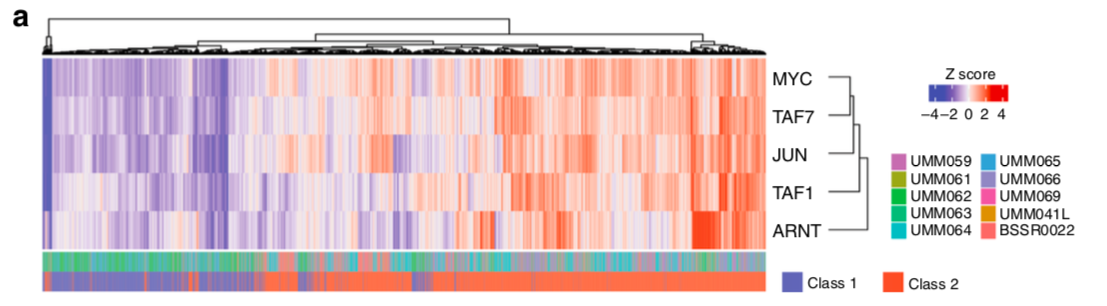 a
MYC
TAF7
JUN
TAF1
ARNT
Z score
−4−2 0 2 4
UMM059 UMM065
UMM061 UMM066
UMM062 UMM069
UMM063 UMM041L
UMM064 BSSR0022
Class 1 Class 2